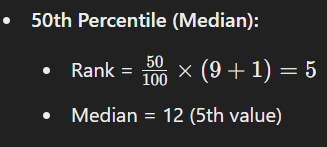 • 50th Percentile (Median):
• Rank = 50/100 × (9 + 1) = 5
• Median = 12 (5th value)